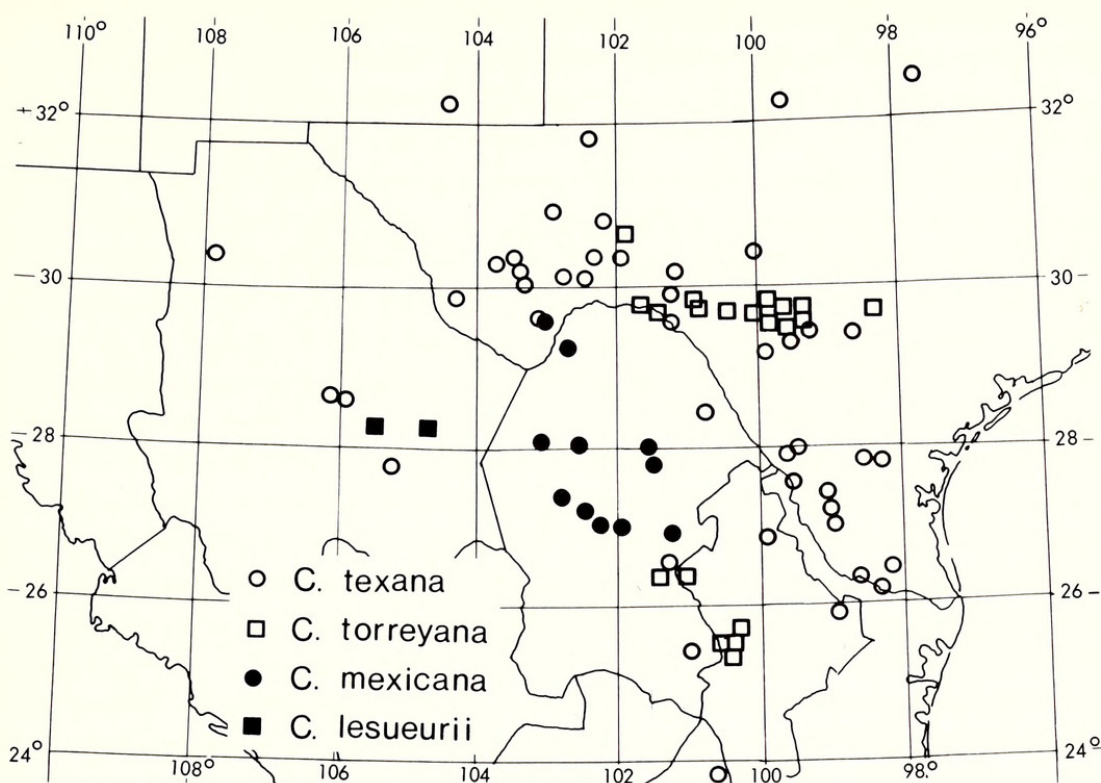 110° 108 106 104 102 100 98 96°
+ 32° 32°
30 30
28 28
26 26
C. texana
C. torreyana
C. mexicana
C. lesueurii
24° 24°
108° 106 104 102 100 98°